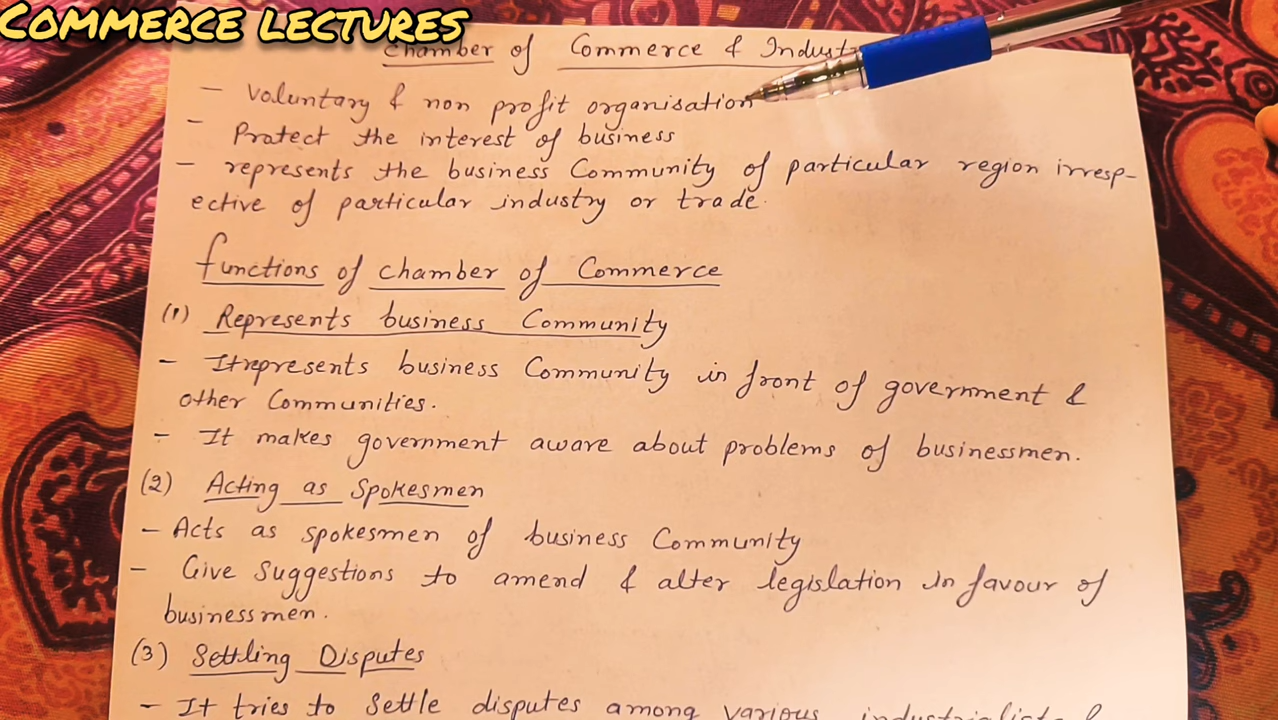 COMMERCE LECTURES
Chamber of Commerce & Industr
- Voluntary & non profit organisation
- Protect the interest of business
- represents the business Community of particular region irresp-
ective of particular industry or trade.
functions of chamber of Commerce
(1) Represents business Community
- It represents business Community in front of government &
other Communities.
- It makes government aware about problems of businessmen.
(2) Acting as Spokesmen
- Acts as spokesmen of business Community
- Give Suggestions to amend & alter legislation in favour of
businessmen.
(3) Settling Disputes
- It tries to Settle disputes among various industrialists &